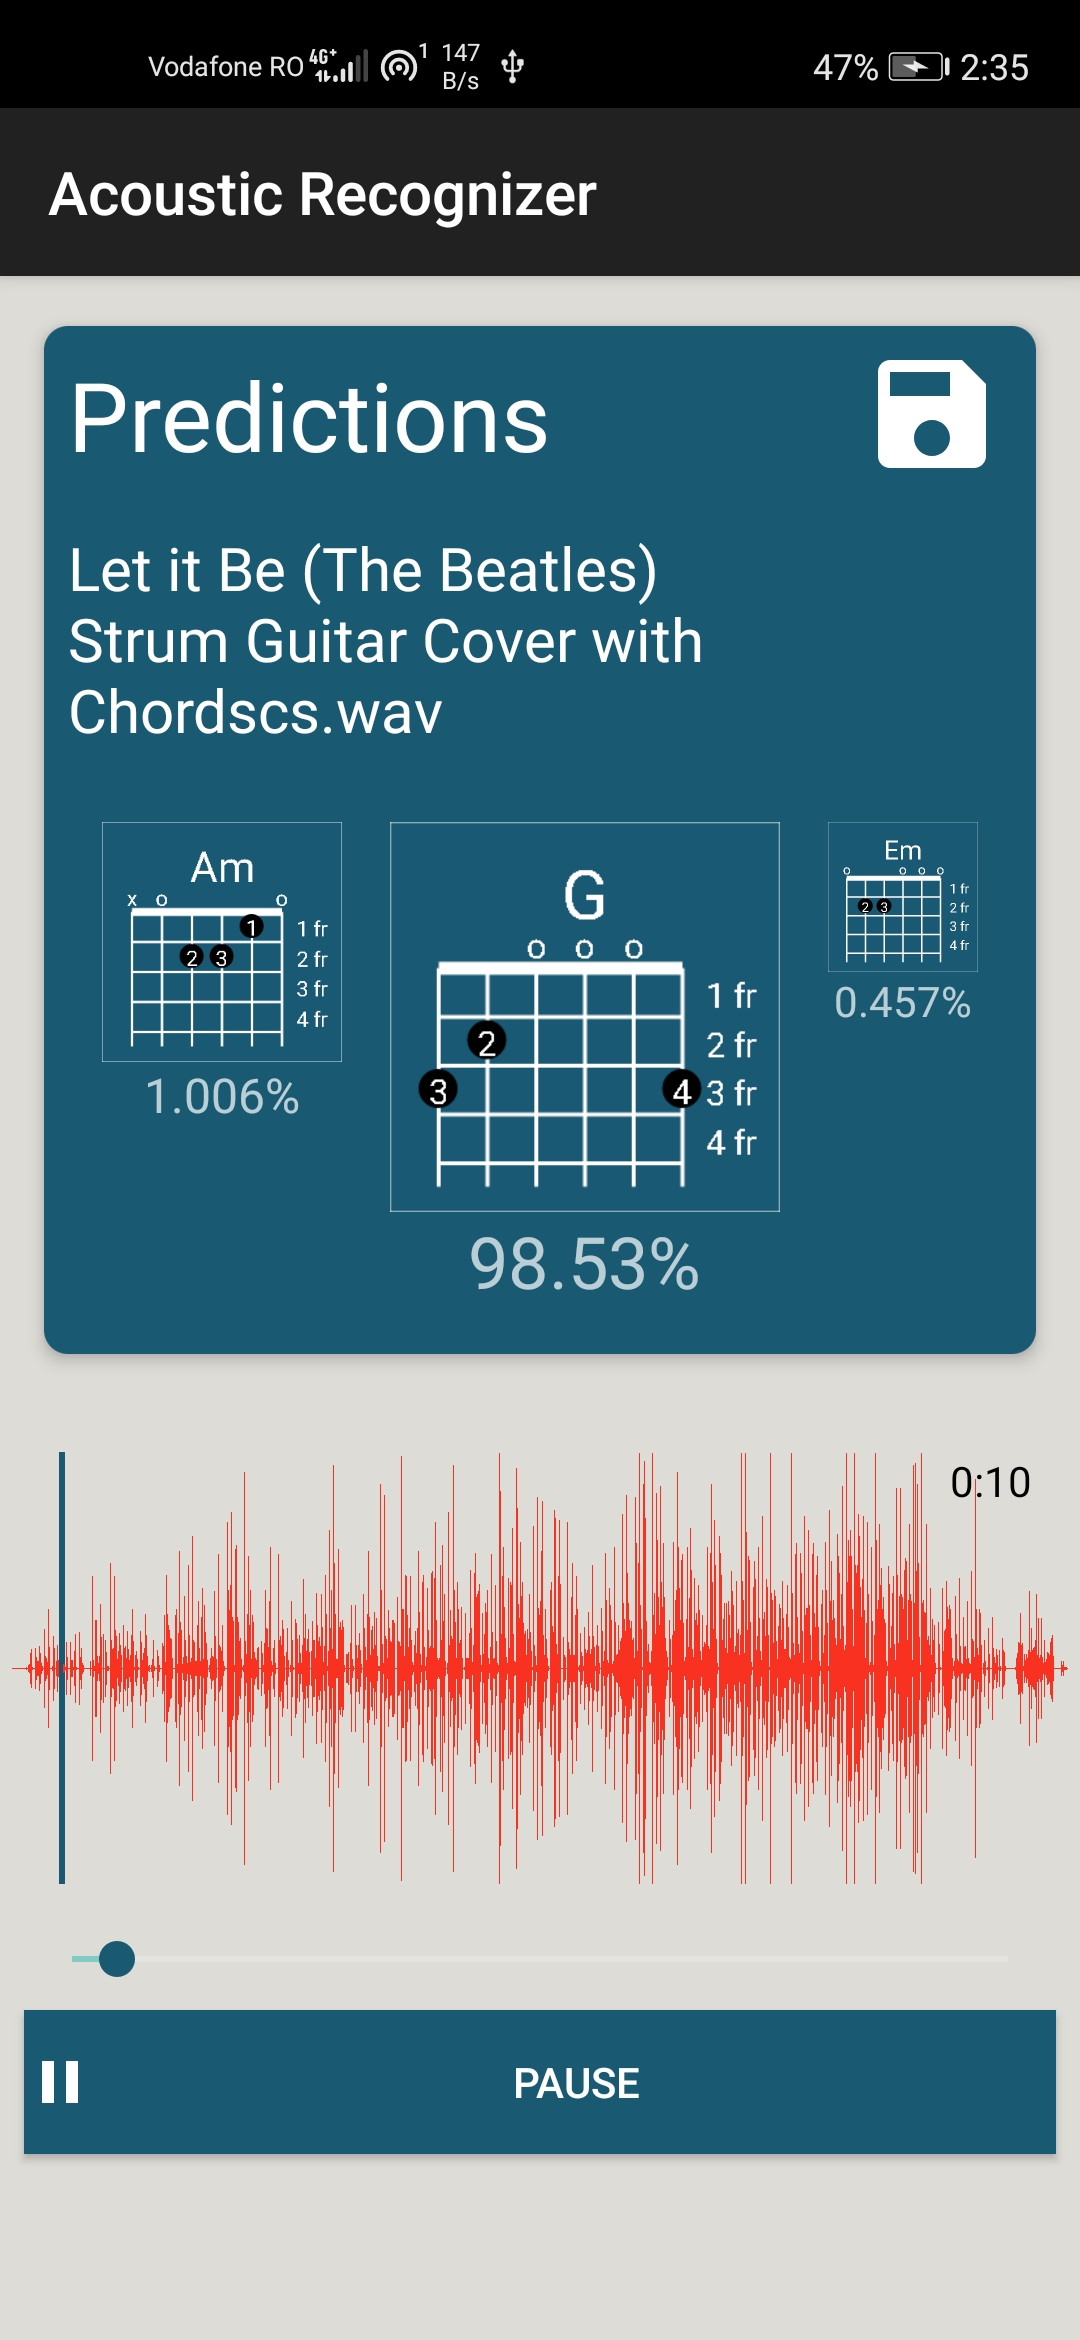 Vodafone RO 4G+ 1 147 B/s 47% 2:35
Acoustic Recognizer
Predictions
Let it Be (The Beatles)
Strum Guitar Cover with
Chordscs.wav
Am
x o o
1 1 fr
2 3 2 fr
3 fr
4 fr
1.006%
G
o o o
1 fr
2 2 fr
3 4 3 fr
4 fr
98.53%
Em
o o o o
1 fr
2 3 2 fr
3 fr
4 fr
0.457%
0:10
PAUSE